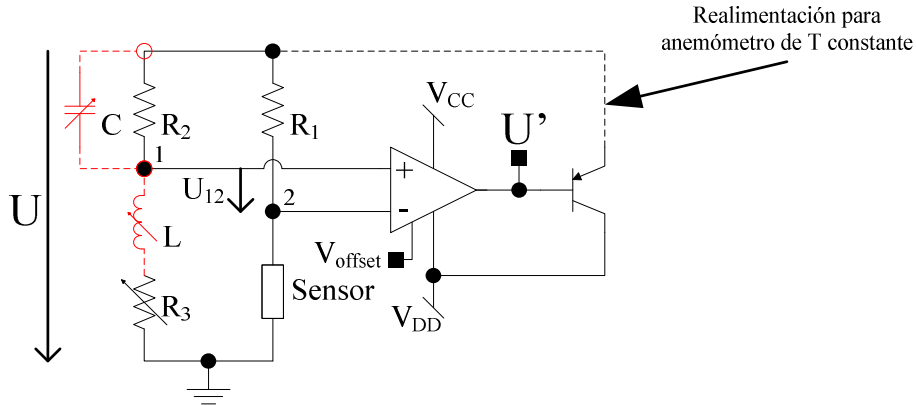 Realimentación para
anemómetro de T constante
U
C
R2
R1
VCC
U’
1
U12
2
+
-
L
Voffset
Sensor
R3
VDD